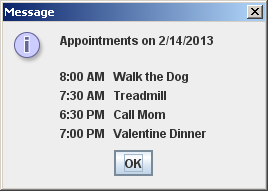 Message
Appointments on 2/14/2013
8:00 AM Walk the Dog
7:30 AM Treadmill
6:30 PM Call Mom
7:00 PM Valentine Dinner
OK